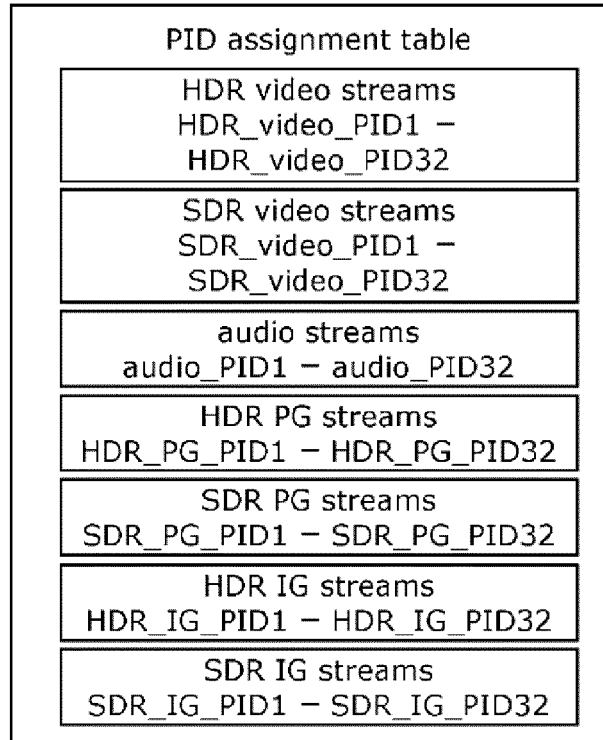 PID assignment table
HDR video streams
HDR_video_PID1 –
HDR_video_PID32
SDR video streams
SDR_video_PID1 –
SDR_video_PID32
audio streams
audio_PID1 – audio_PID32
HDR PG streams
HDR_PG_PID1 – HDR_PG_PID32
SDR PG streams
SDR_PG_PID1 – SDR_PG_PID32
HDR IG streams
HDR_IG_PID1 – HDR_IG_PID32
SDR IG streams
SDR_IG_PID1 – SDR_IG_PID32